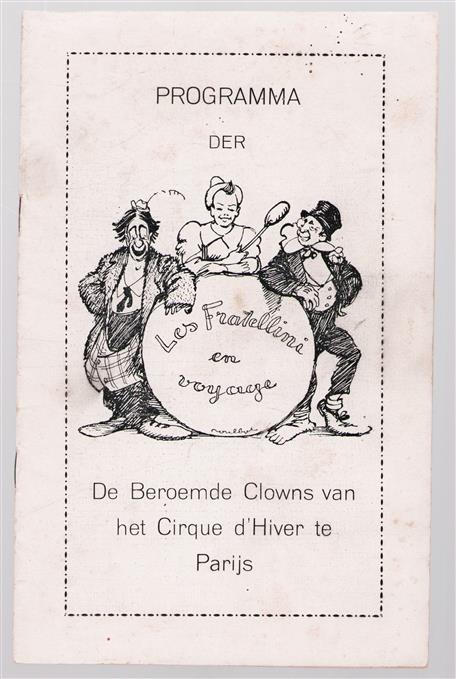 PROGRAMMA
DER
Les Fratellini
en
voyage
De Beroemde Clowns van
het Cirque d'Hiver te
Parijs